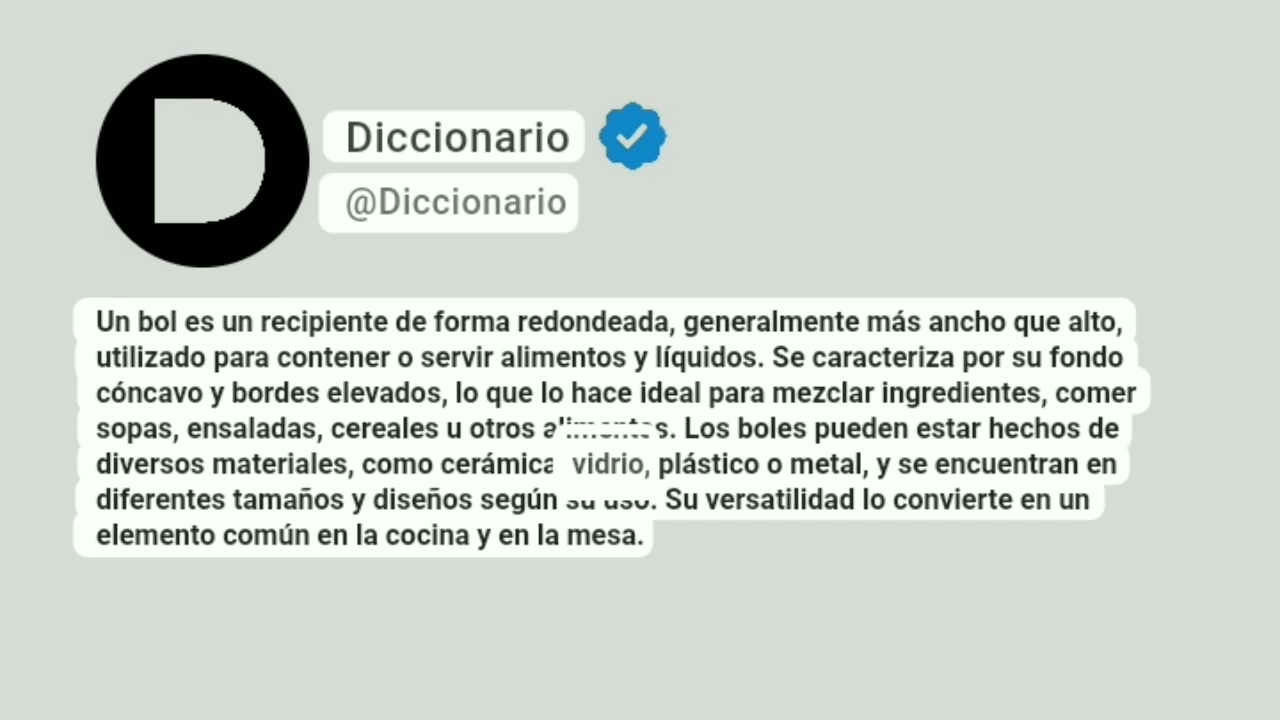 Diccionario
@Diccionario
Un bol es un recipiente de forma redondeada, generalmente más ancho que alto,
utilizado para contener o servir alimentos y líquidos. Se caracteriza por su fondo
cóncavo y bordes elevados, lo que lo hace ideal para mezclar ingredientes, comer
sopas, ensaladas, cereales u otros alimentos. Los boles pueden estar hechos de
diversos materiales, como cerámica vidrio, plástico o metal, y se encuentran en
diferentes tamaños y diseños según su uso. Su versatilidad lo convierte en un
elemento común en la cocina y en la mesa.